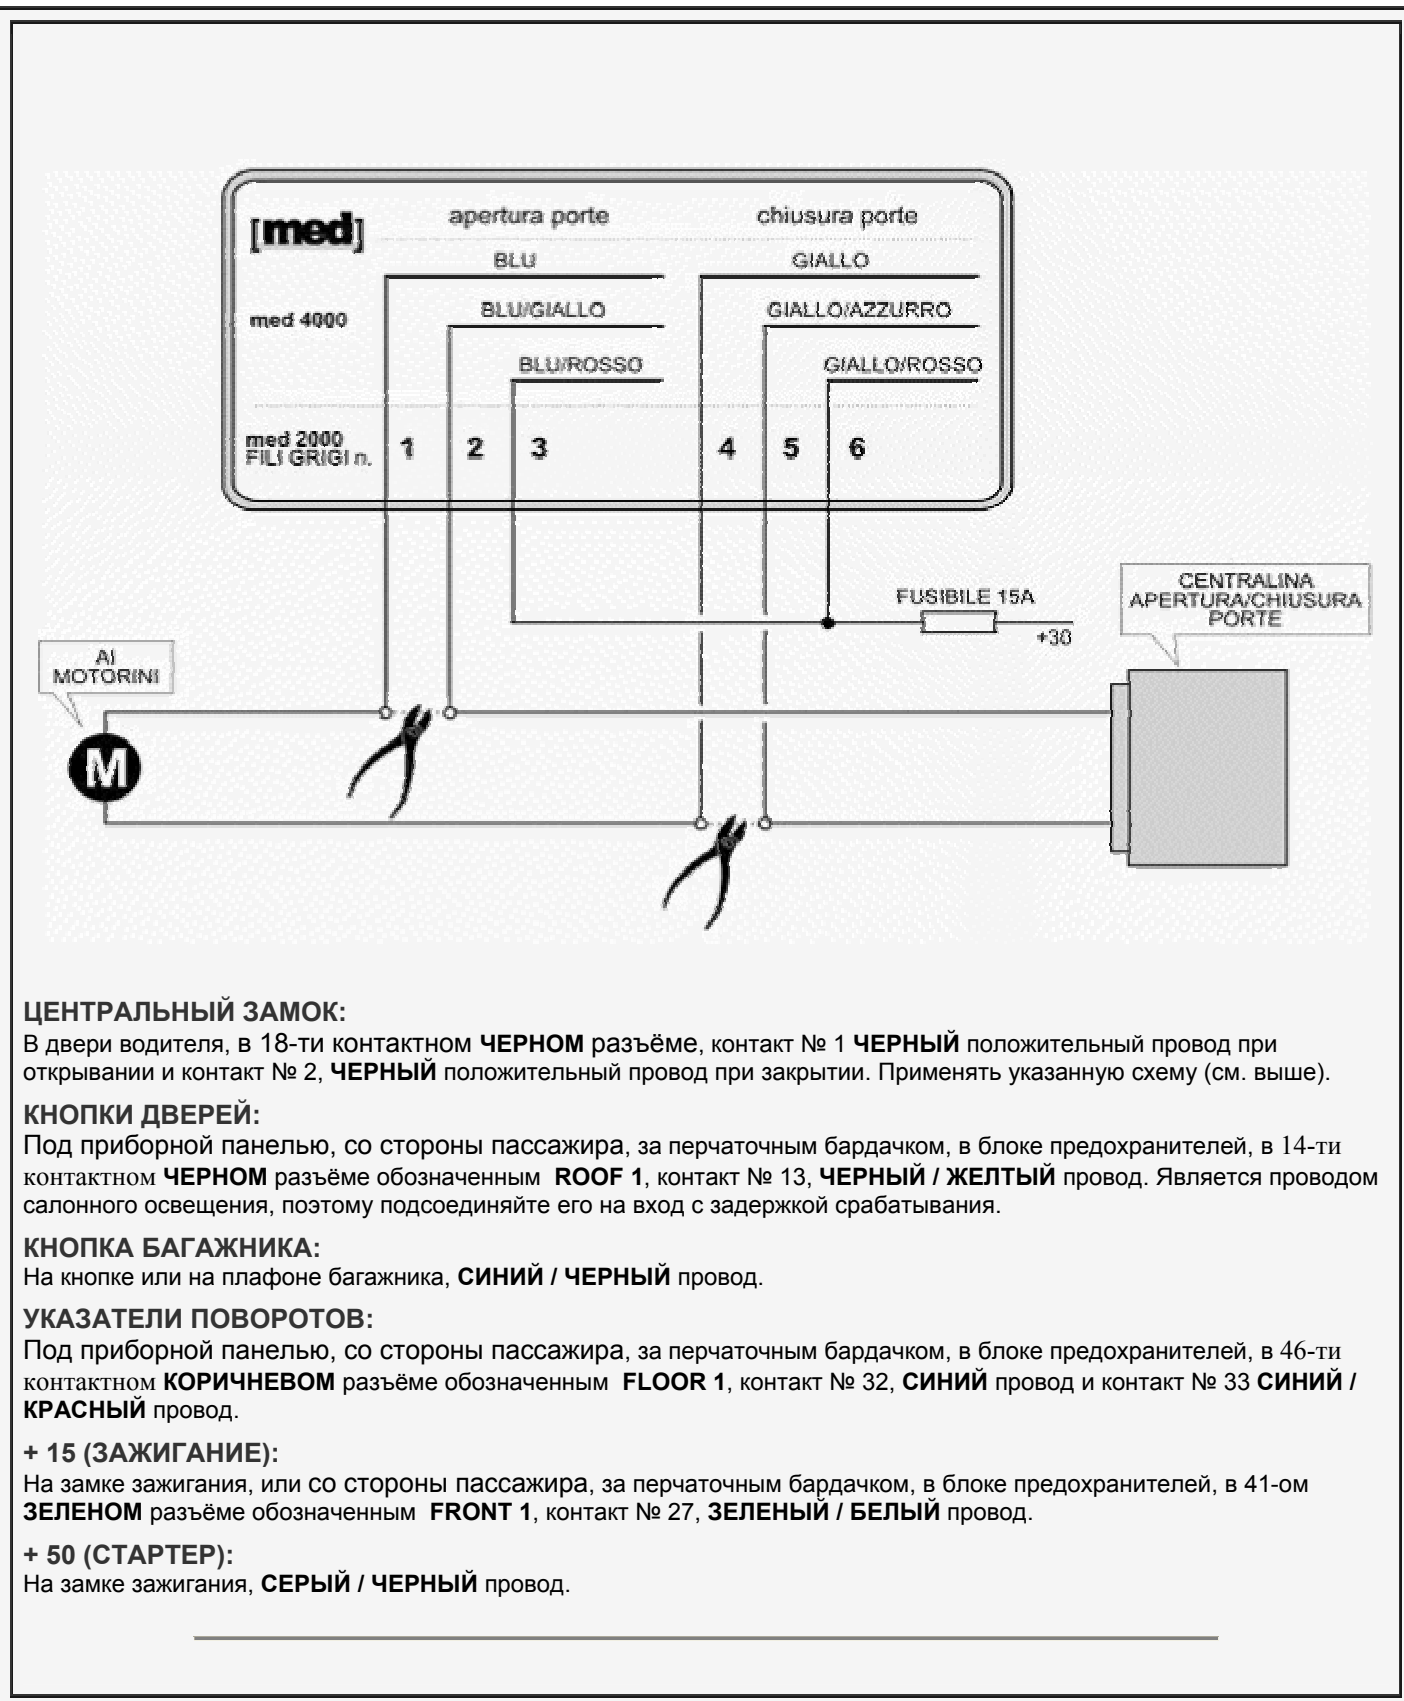 [med]
apertura porte
chiusura porte
BLU
GIALLO
med 4000
BLU/GIALLO
GIALLO/AZZURRO
BLU/ROSSO
GIALLO/ROSSO
med 2000
FILI GRIGI n.
1 2 3 4 5 6
FUSIBILE 15A
+30
CENTRALINA
APERTURA/CHIUSURA
PORTE
AI
MOTORINI
M
ЦЕНТРАЛЬНЫЙ ЗАМОК:
В двери водителя, в 18-ти контактном ЧЕРНОМ разъёме, контакт № 1 ЧЕРНЫЙ положительный провод при
открывании и контакт № 2, ЧЕРНЫЙ положительный провод при закрытии. Применять указанную схему (см. выше).
КНОПКИ ДВЕРЕЙ:
Под приборной панелью, со стороны пассажира, за перчаточным бардачком, в блоке предохранителей, в 14-ти
контактном ЧЕРНОМ разъёме обозначенным ROOF 1, контакт № 13, ЧЕРНЫЙ / ЖЕЛТЫЙ провод. Является проводом
салонного освещения, поэтому подсоединяйте его на вход с задержкой срабатывания.
КНОПКА БАГАЖНИКА:
На кнопке или на плафоне багажника, СИНИЙ / ЧЕРНЫЙ провод.
УКАЗАТЕЛИ ПОВОРОТОВ:
Под приборной панелью, со стороны пассажира, за перчаточным бардачком, в блоке предохранителей, в 46-ти
контактном КОРИЧНЕВОМ разъёме обозначенным FLOOR 1, контакт № 32, СИНИЙ провод и контакт № 33 СИНИЙ /
КРАСНЫЙ провод.
+ 15 (ЗАЖИГАНИЕ):
На замке зажигания, или со стороны пассажира, за перчаточным бардачком, в блоке предохранителей, в 41-ом
ЗЕЛЕНОМ разъёме обозначенным FRONT 1, контакт № 27, ЗЕЛЕНЫЙ / БЕЛЫЙ провод.
+ 50 (СТАРТЕР):
На замке зажигания, СЕРЫЙ / ЧЕРНЫЙ провод.